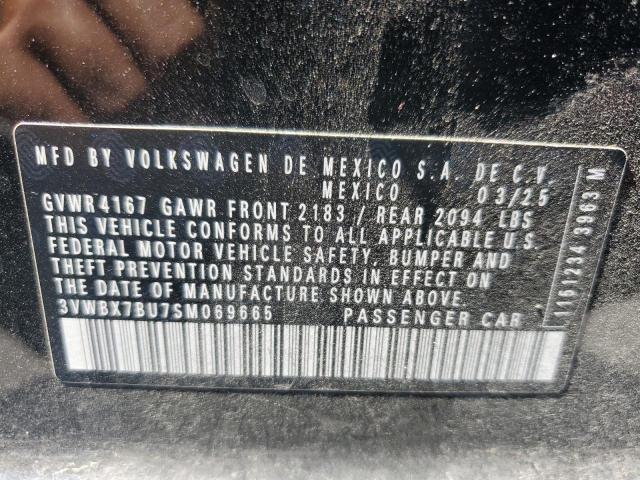 MFD BY VOLKSWAGEN DE MEXICO S.A. DE C.V.
MEXICO 03/25
GVWR 4167 GAWR FRONT 2183 / REAR 2094 LBS
THIS VEHICLE CONFORMS TO ALL APPLICABLE U.S.
FEDERAL MOTOR VEHICLE SAFETY, BUMPER AND
THEFT PREVENTION STANDARDS IN EFFECT ON
THE DATE OF MANUFACTURE SHOWN ABOVE.
3VWBX7BU7SM069665 PASSENGER CAR
1161234 3963 M